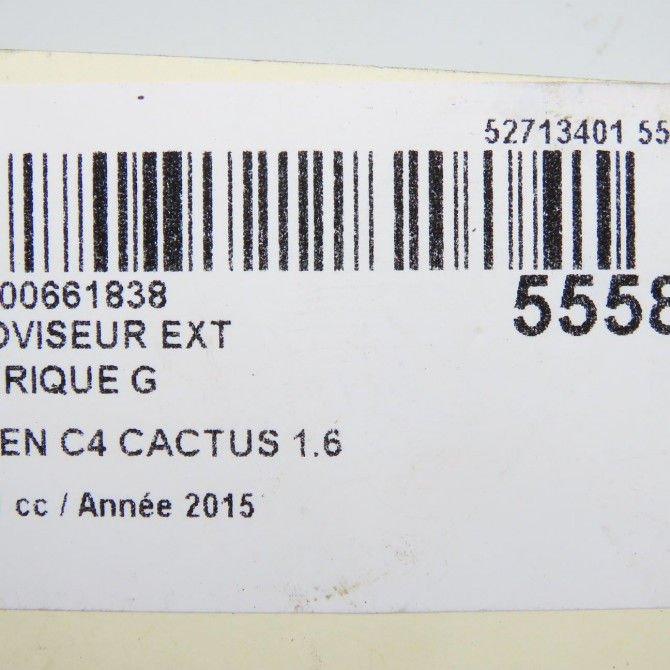 52713401 55
00661838
5558
OVISEUR EXT
RIQUE G
EN C4 CACTUS 1.6
cc / Année 2015